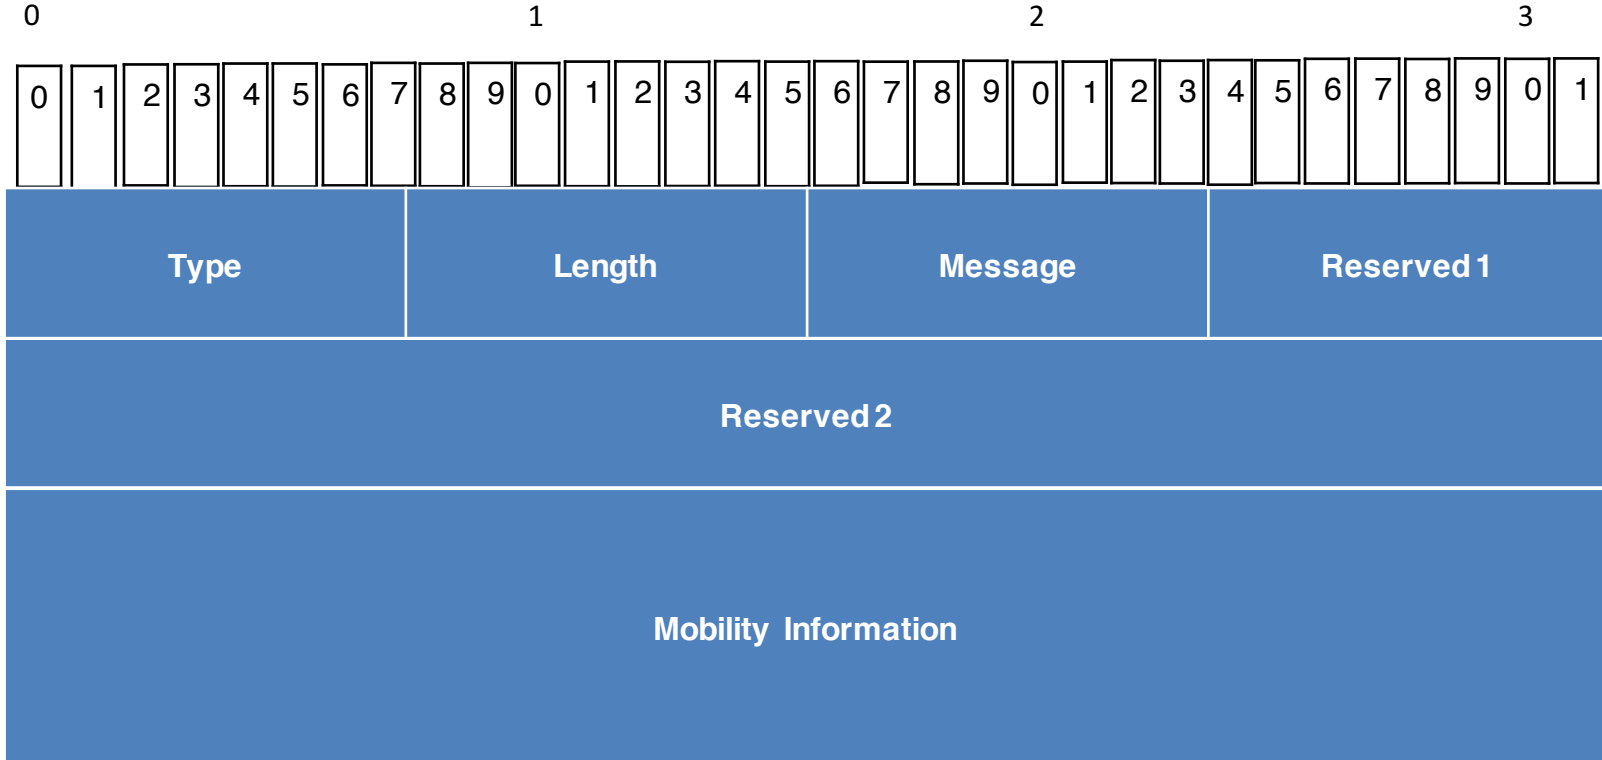 0 1 2 3
0 1 2 3 4 5 6 7 8 9 0 1 2 3 4 5 6 7 8 9 0 1 2 3 4 5 6 7 8 9 0 1
Type Length Message Reserved 1
Reserved 2
Mobility Information